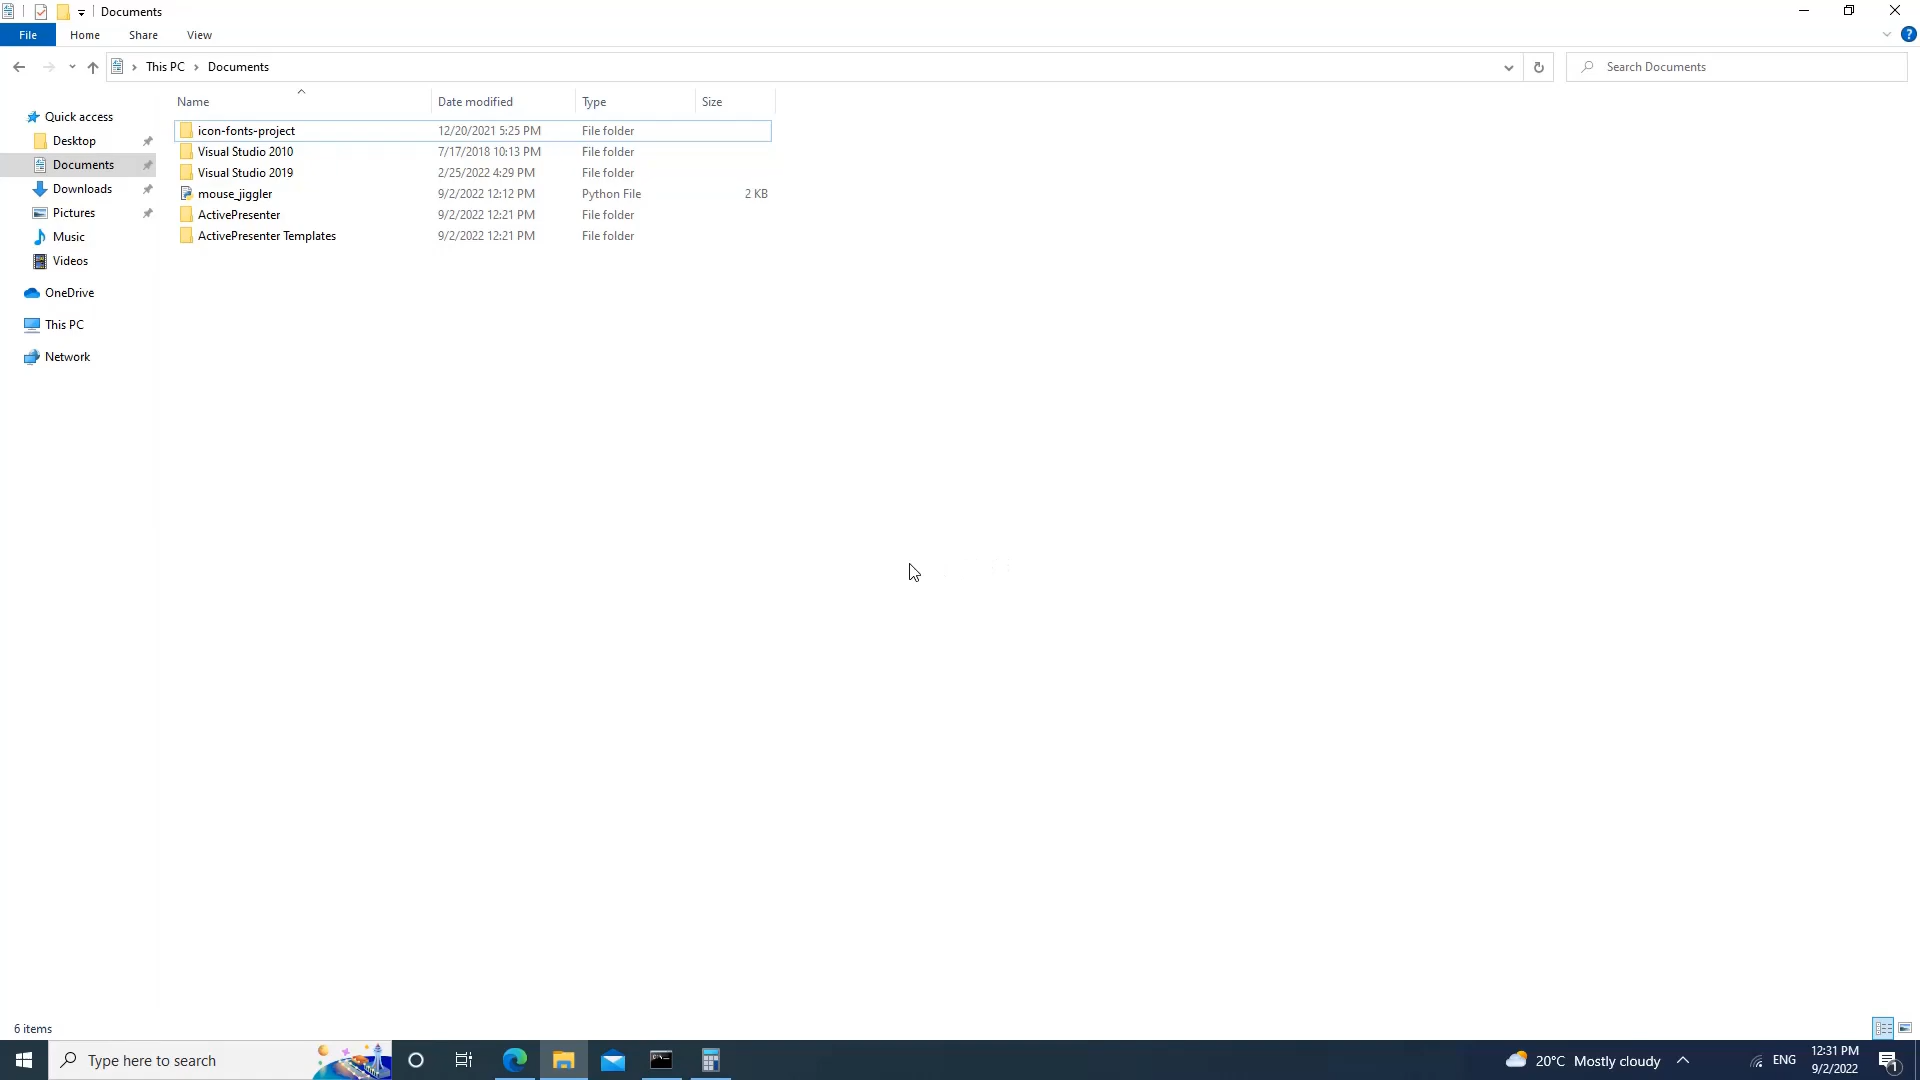 Documents
File Home Share View
This PC Documents
Search Documents
Name Date modified Type Size
Quick access
Desktop
Documents
Downloads
Pictures
Music
Videos
OneDrive
This PC
Network
icon-fonts-project 12/20/2021 5:25 PM File folder
Visual Studio 2010 7/17/2018 10:13 PM File folder
Visual Studio 2019 2/25/2022 4:29 PM File folder
mouse_jiggler 9/2/2022 12:12 PM Python File 2 KB
ActivePresenter 9/2/2022 12:21 PM File folder
ActivePresenter Templates 9/2/2022 12:21 PM File folder
6 items
Type here to search
20°C Mostly cloudy
ENG
12:31 PM
9/2/2022
1